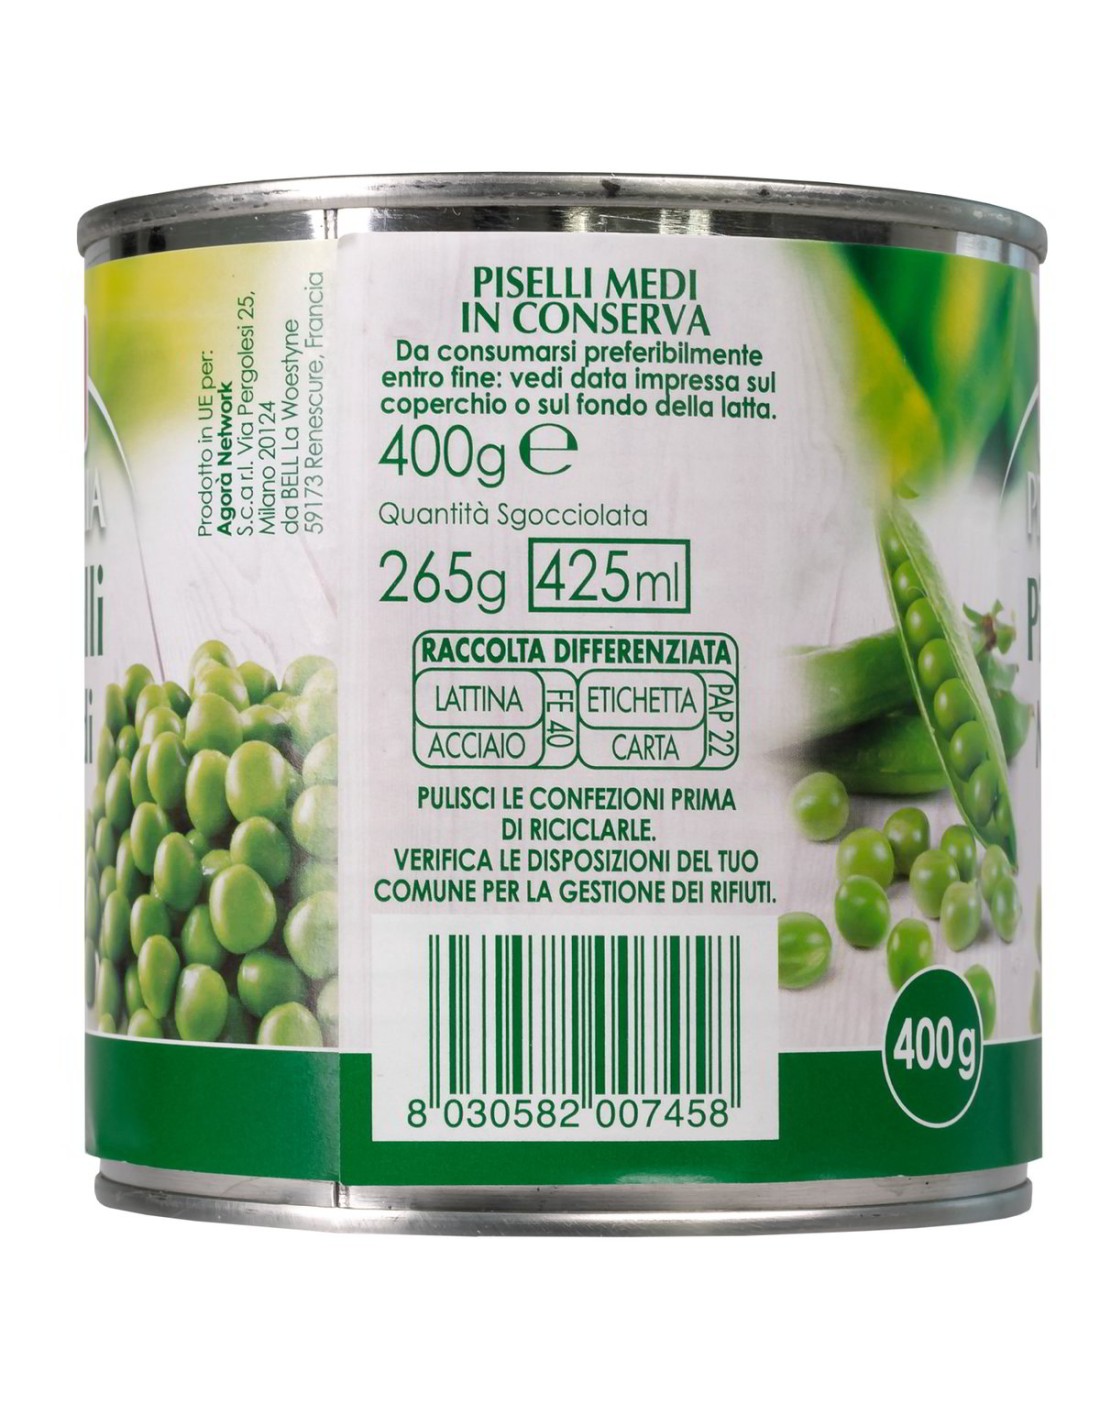 Prodotto in UE per:
Agorà Network
S.c.a r.l. Via Pergolesi 25,
Milano 20124
da BELL La Woestyne
59173 Renescure, Francia
PISELLI MEDI
IN CONSERVA
Da consumarsi preferibilmente
entro fine: vedi data impressa sul
coperchio o sul fondo della latta.
400g ℮
Quantità Sgocciolata
265g 425ml
RACCOLTA DIFFERENZIATA
LATTINA
ACCIAIO
FE 40
ETICHETTA
CARTA
PAP 22
PULISCI LE CONFEZIONI PRIMA
DI RICICLARLE.
VERIFICA LE DISPOSIZIONI DEL TUO
COMUNE PER LA GESTIONE DEI RIFIUTI.
8 030582 007458
400g